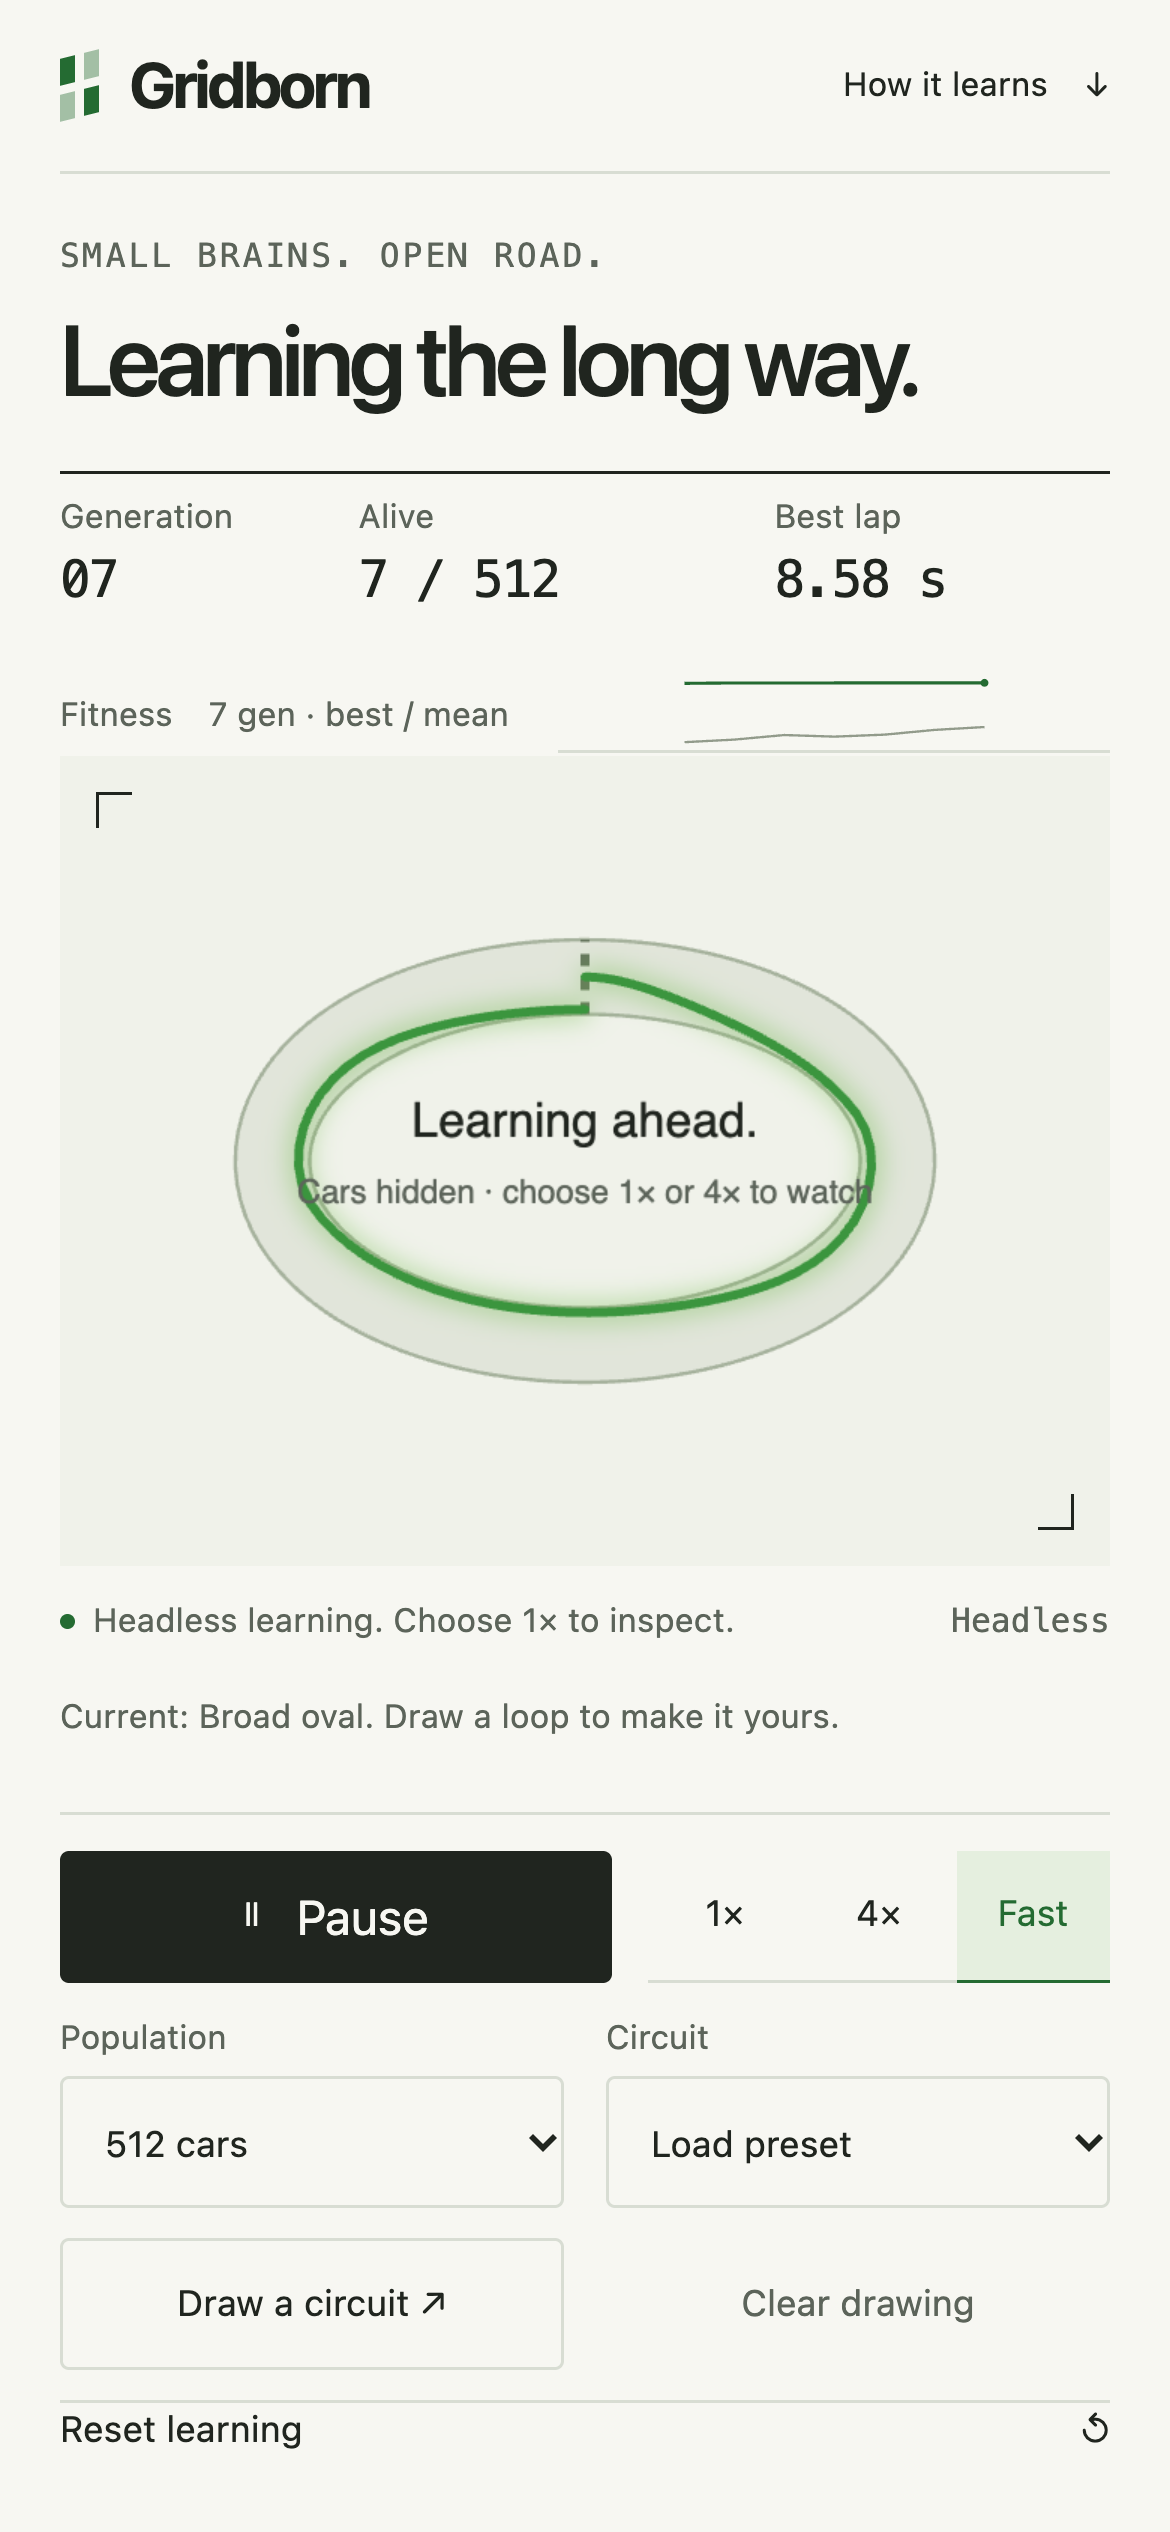 Gridborn
How it learns ↓
SMALL BRAINS. OPEN ROAD.
Learning the long way.
Generation Alive Best lap
07 7 / 512 8.58 s
Fitness 7 gen · best / mean
Learning ahead.
Cars hidden · choose 1× or 4× to watch
Headless learning. Choose 1× to inspect. Headless
Current: Broad oval. Draw a loop to make it yours.
Pause 1× 4× Fast
Population Circuit
512 cars Load preset
Draw a circuit ↗ Clear drawing
Reset learning